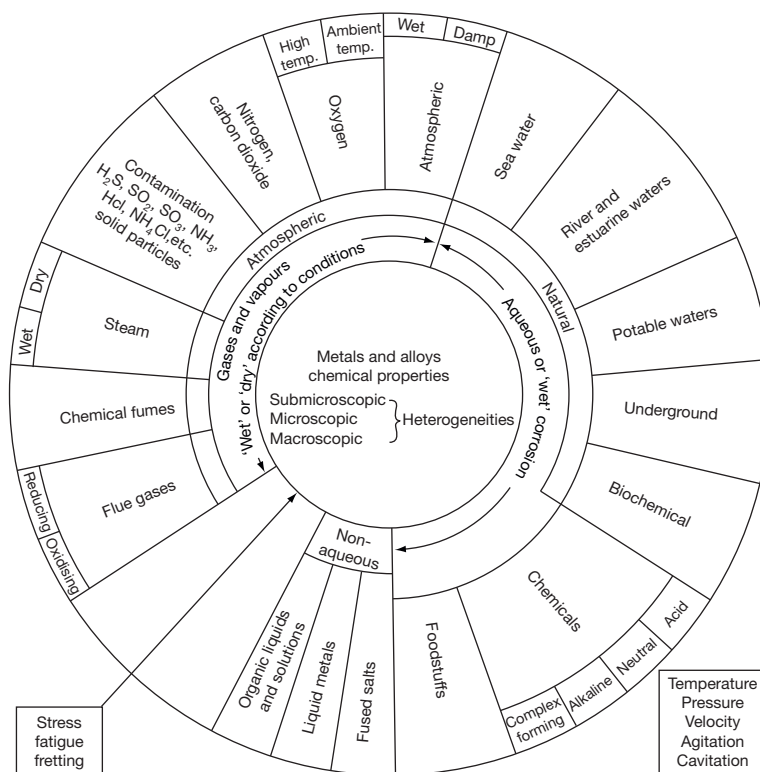 High
temp.
Ambient
temp.
Wet
Damp
Nitrogen,
carbon dioxide
Oxygen
Atmospheric
Sea water
River and
estuarine waters
Contamination
H2S, SO2, SO3, NH3,
Hcl, NH4Cl,etc.
solid particles
Atmospheric
Natural
Potable waters
Dry
Wet
Steam
Gases and vapours
'Wet' or 'dry' according to conditions
Aqueous or 'wet' corrosion
Metals and alloys
chemical properties
Submicroscopic
Microscopic
Macroscopic
Heterogeneities
Chemical fumes
Underground
Flue gases
Reducing
Oxidising
Biochemical
Non-
aqueous
Organic liquids
and solutions
Liquid metals
Fused salts
Foodstuffs
Chemicals
Complex
forming
Alkaline
Neutral
Acid
Stress
fatigue
fretting
Temperature
Pressure
Velocity
Agitation
Cavitation